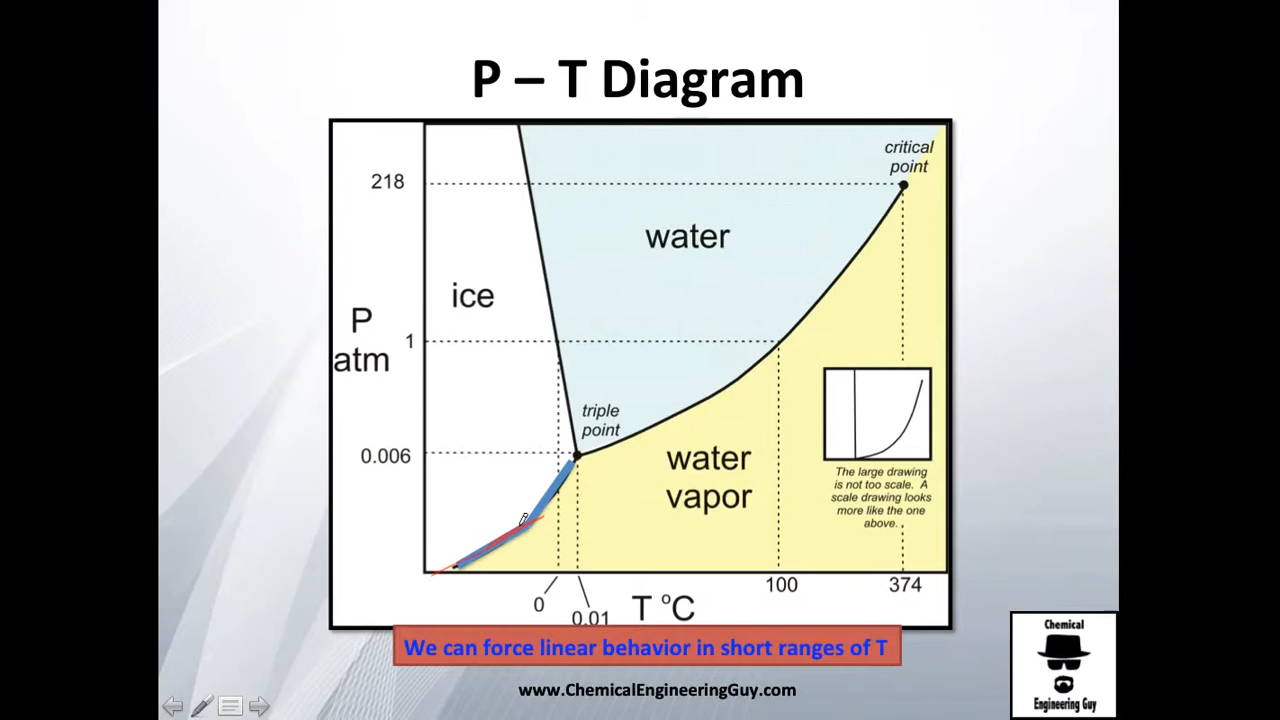 P – T Diagram
critical
point
218
water
ice
P
atm
1
triple
point
0.006
water
vapor
The large drawing
is not too scale. A
scale drawing looks
more like the one
above.
0
0.01
T °C
100
374
We can force linear behavior in short ranges of T
www.ChemicalEngineeringGuy.com
Chemical
Engineering Guy